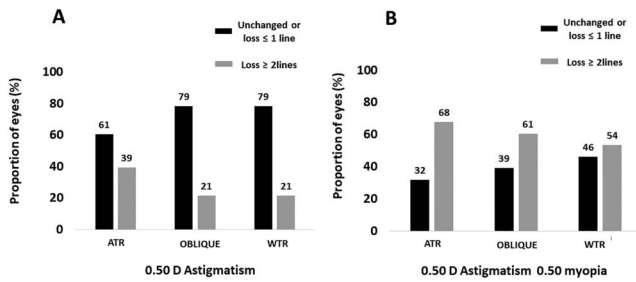 A
Unchanged or
loss ≤ 1 line
Loss ≥ 2lines
Proportion of eyes (%)
100
80
60
40
20
0
61
39
79
21
79
21
ATR
OBLIQUE
WTR
0.50 D Astigmatism
B
Unchanged or
loss ≤ 1 line
Loss ≥ 2lines
Proportion of eyes (%)
100
80
60
40
20
0
32
68
39
61
46
54
ATR
OBLIQUE
WTR
0.50 D Astigmatism 0.50 myopia